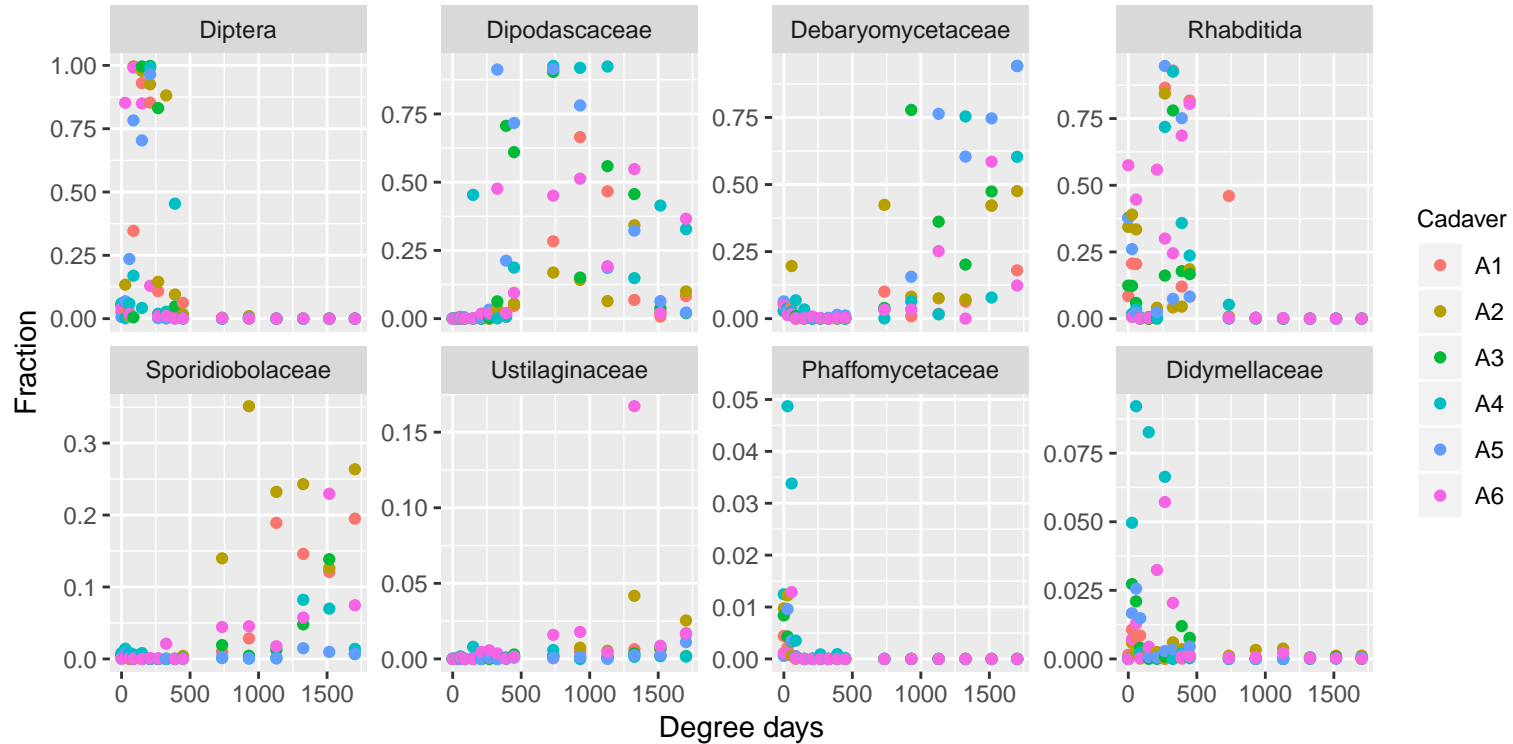 Diptera Dipodascaceae Debaryomycetaceae Rhabditida
1.00
0.75
0.50
0.25
0.00
0.75
0.50
0.25
0.00
0.75
0.50
0.25
0.00
0.75
0.50
0.25
0.00
Sporidiobolaceae Ustilaginaceae Phaffomycetaceae Didymellaceae
0.3
0.2
0.1
0.0
0.15
0.10
0.05
0.00
0.05
0.04
0.03
0.02
0.01
0.00
0.075
0.050
0.025
0.000
0 500 1000 1500 0 500 1000 1500 0 500 1000 1500 0 500 1000 1500
Degree days
Fraction
Cadaver
A1
A2
A3
A4
A5
A6